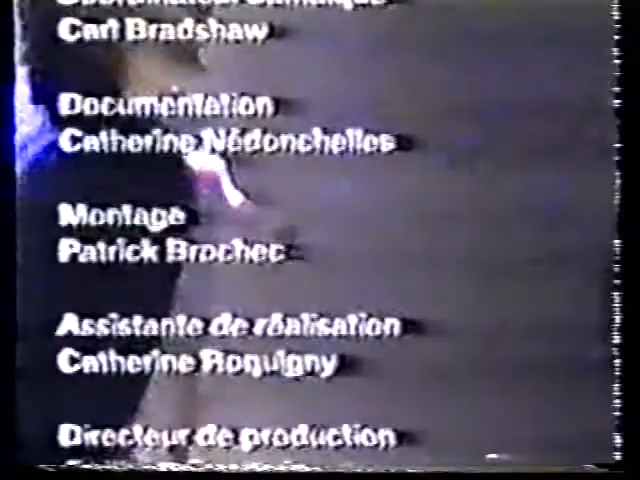 Carl Bradshaw
Documentation
Catherine Nédonchelles
Montage
Patrick Brochec
Assistante de réalisation
Catherine Roquigny
Directeur de production